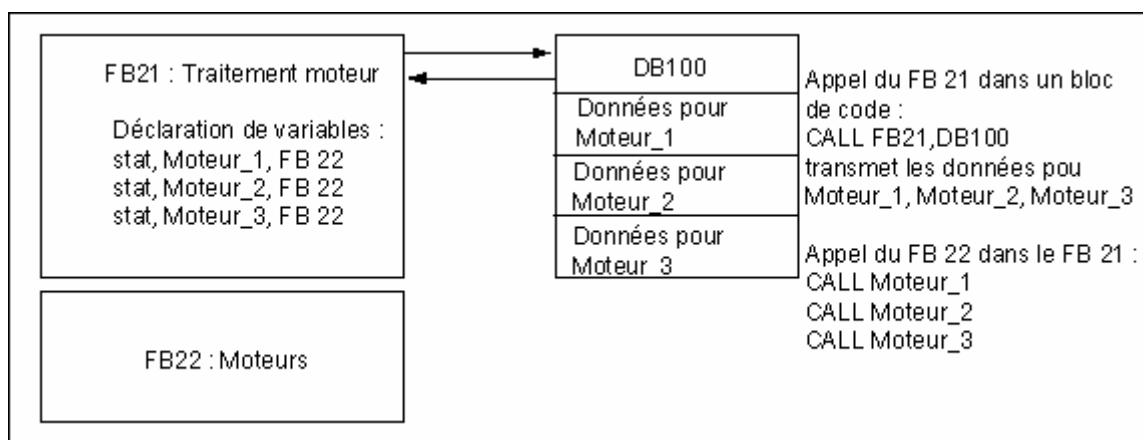 FB21 : Traitement moteur
Déclaration de variables :
stat, Moteur_1, FB 22
stat, Moteur_2, FB 22
stat, Moteur_3, FB 22
FB22 : Moteurs
DB100
Données pour
Moteur_1
Données pour
Moteur_2
Données pour
Moteur_3
Appel du FB 21 dans un bloc
de code :
CALL FB21,DB100
transmet les données pou
Moteur_1, Moteur_2, Moteur_3
Appel du FB 22 dans le FB 21 :
CALL Moteur_1
CALL Moteur_2
CALL Moteur_3